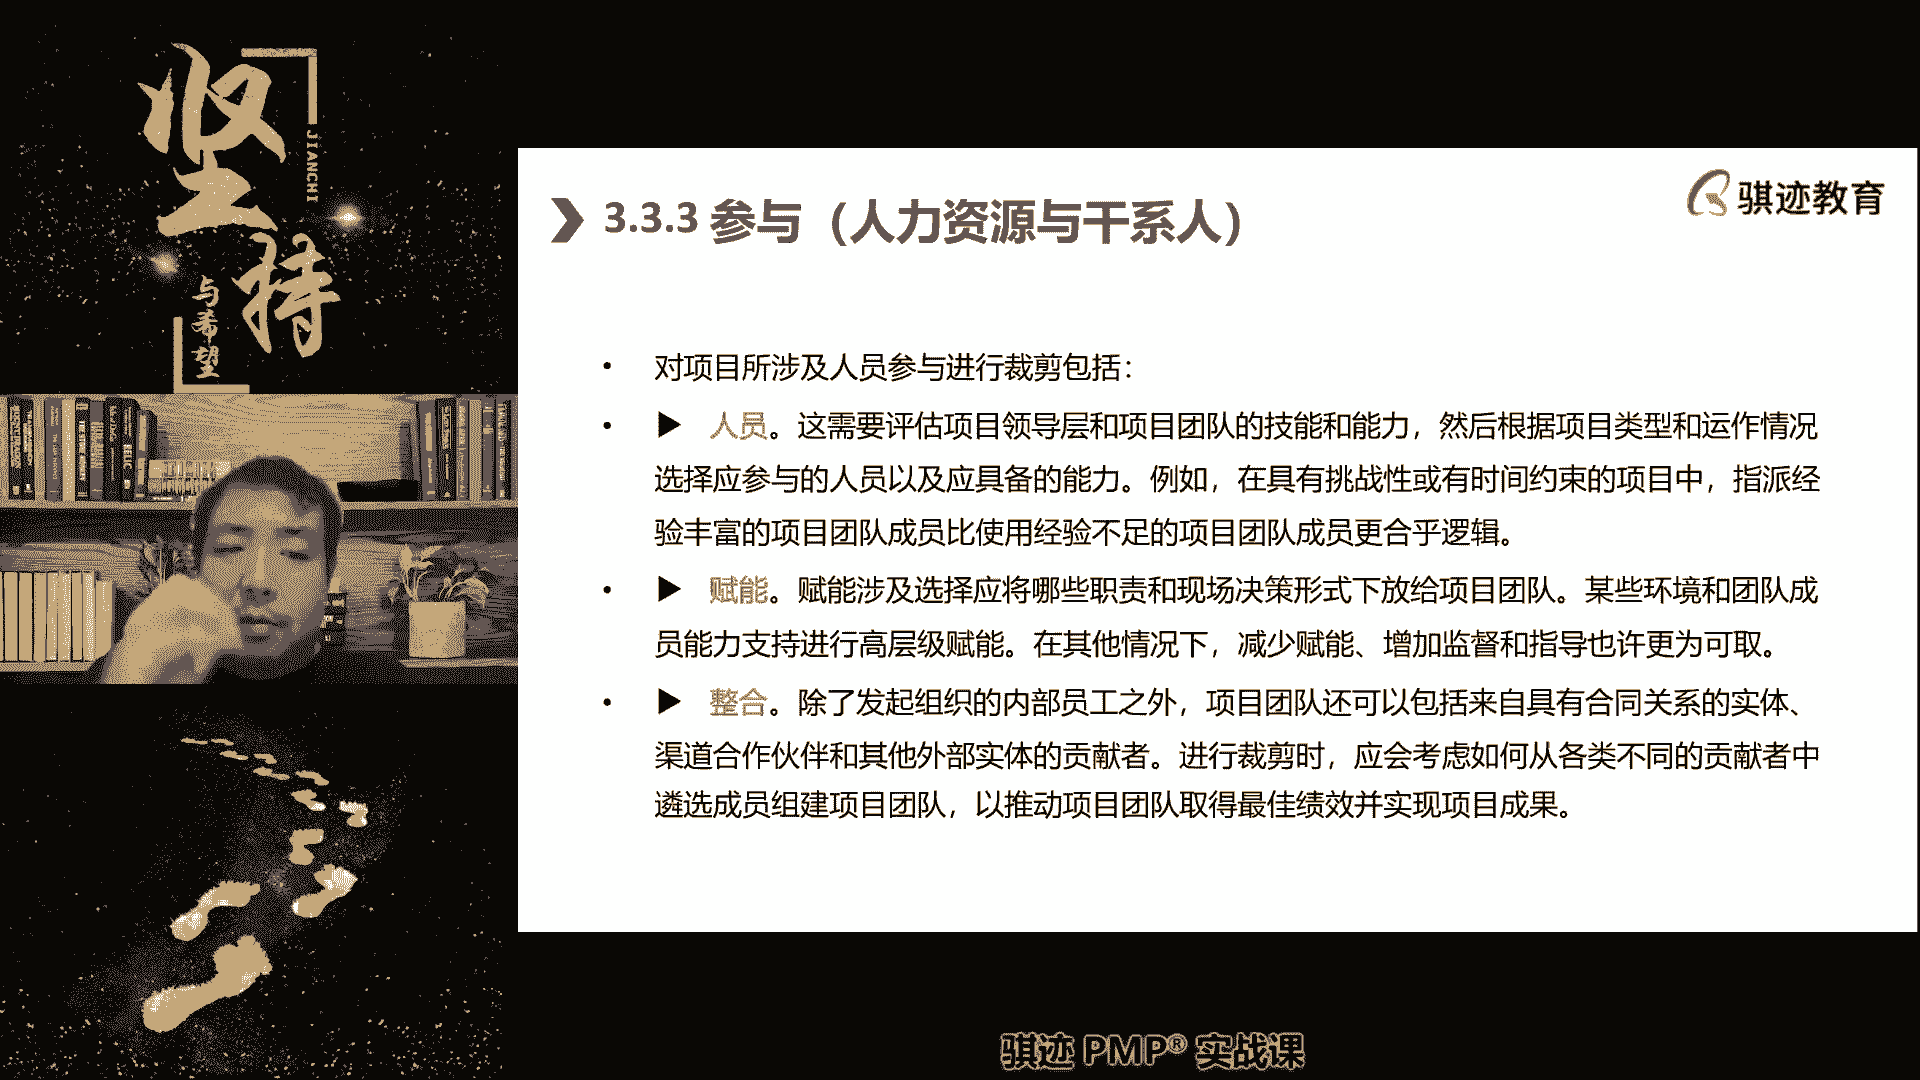 坚持
JIANCHI
与希望
骐迹教育
3.3.3 参与（人力资源与干系人）
• 对项目所涉及人员参与进行裁剪包括：
• ▶ 人员。这需要评估项目领导层和项目团队的技能和能力，然后根据项目类型和运作情况
选择应参与的人员以及应具备的能力。例如，在具有挑战性或有时间约束的项目中，指派经
验丰富的项目团队成员比使用经验不足的项目团队成员更合乎逻辑。
• ▶ 赋能。赋能涉及选择应将哪些职责和现场决策形式下放给项目团队。某些环境和团队成
员能力支持进行高层级赋能。在其他情况下，减少赋能、增加监督和指导也许更为可取。
• ▶ 整合。除了发起组织的内部员工之外，项目团队还可以包括来自具有合同关系的实体、
渠道合作伙伴和其他外部实体的贡献者。进行裁剪时，应会考虑如何从各类不同的贡献者中
遴选成员组建项目团队，以推动项目团队取得最佳绩效并实现项目成果。
骐迹 PMP® 实战课